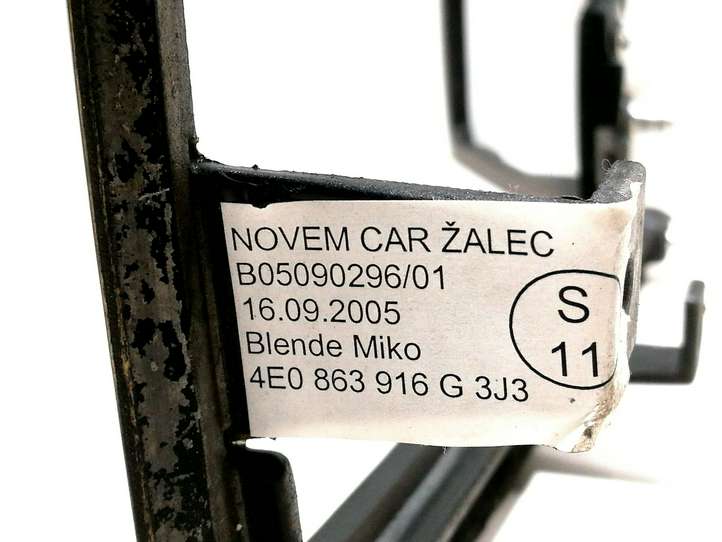 NOVEM CAR ŽALEC
B05090296/01
16.09.2005
Blende Miko
4E0 863 916 G 3J3
S
11